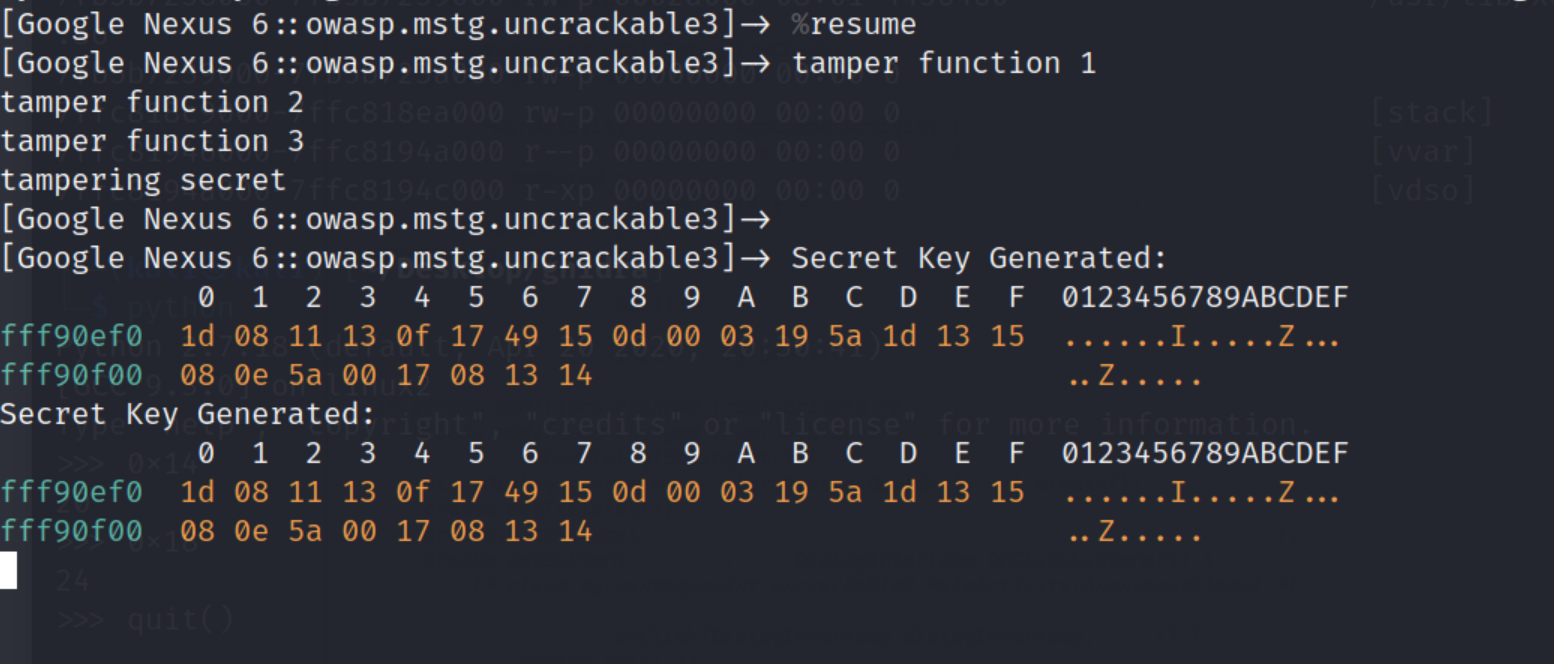 [Google Nexus 6::owasp.mstg.uncrackable3]→ %resume
[Google Nexus 6::owasp.mstg.uncrackable3]→ tamper function 1
tamper function 2
tamper function 3
tampering secret
[Google Nexus 6::owasp.mstg.uncrackable3]→
[Google Nexus 6::owasp.mstg.uncrackable3]→ Secret Key Generated:
0 1 2 3 4 5 6 7 8 9 A B C D E F 0123456789ABCDEF
fff90ef0 1d 08 11 13 0f 17 49 15 0d 00 03 19 5a 1d 13 15 ......I.....Z...
fff90f00 08 0e 5a 00 17 08 13 14 ..Z.....
Secret Key Generated:
0 1 2 3 4 5 6 7 8 9 A B C D E F 0123456789ABCDEF
fff90ef0 1d 08 11 13 0f 17 49 15 0d 00 03 19 5a 1d 13 15 ......I.....Z...
fff90f00 08 0e 5a 00 17 08 13 14 ..Z.....
24
>>> quit()